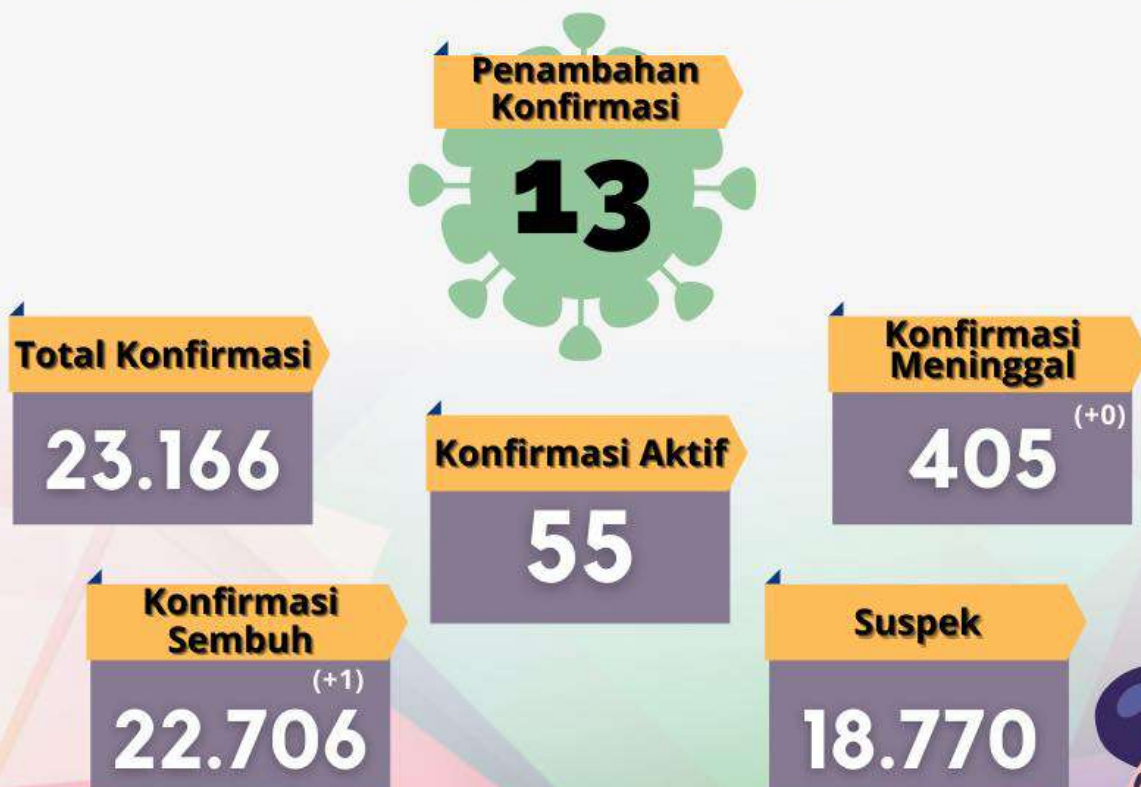 Penambahan
Konfirmasi
13
Total Konfirmasi
23.166
Konfirmasi Aktif
55
Konfirmasi
Meninggal
(+0)
405
Konfirmasi
Sembuh
(+1)
22.706
Suspek
18.770